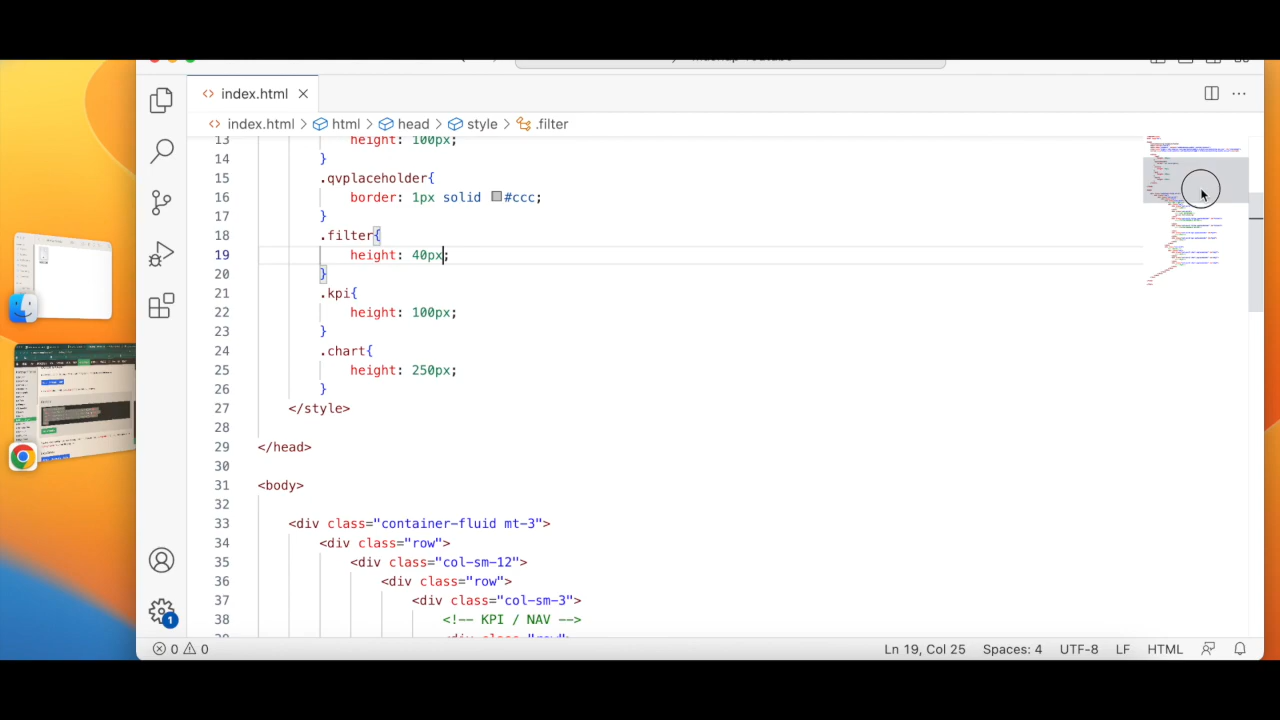 index.html
index.html > html > head > style > .filter
13 height: 100px;
14 }
15 .qvplaceholder{
16 border: 1px solid #ccc;
17 }
18 .filter{
19 height: 40px;
20 }
21 .kpi{
22 height: 100px;
23 }
24 .chart{
25 height: 250px;
26 }
27 </style>
28
29 </head>
30
31 <body>
32
33 <div class="container-fluid mt-3">
34 <div class="row">
35 <div class="col-sm-12">
36 <div class="row">
37 <div class="col-sm-3">
38 <!-- KPI / NAV -->
1
0 0
Ln 19, Col 25
Spaces: 4
UTF-8
LF
HTML